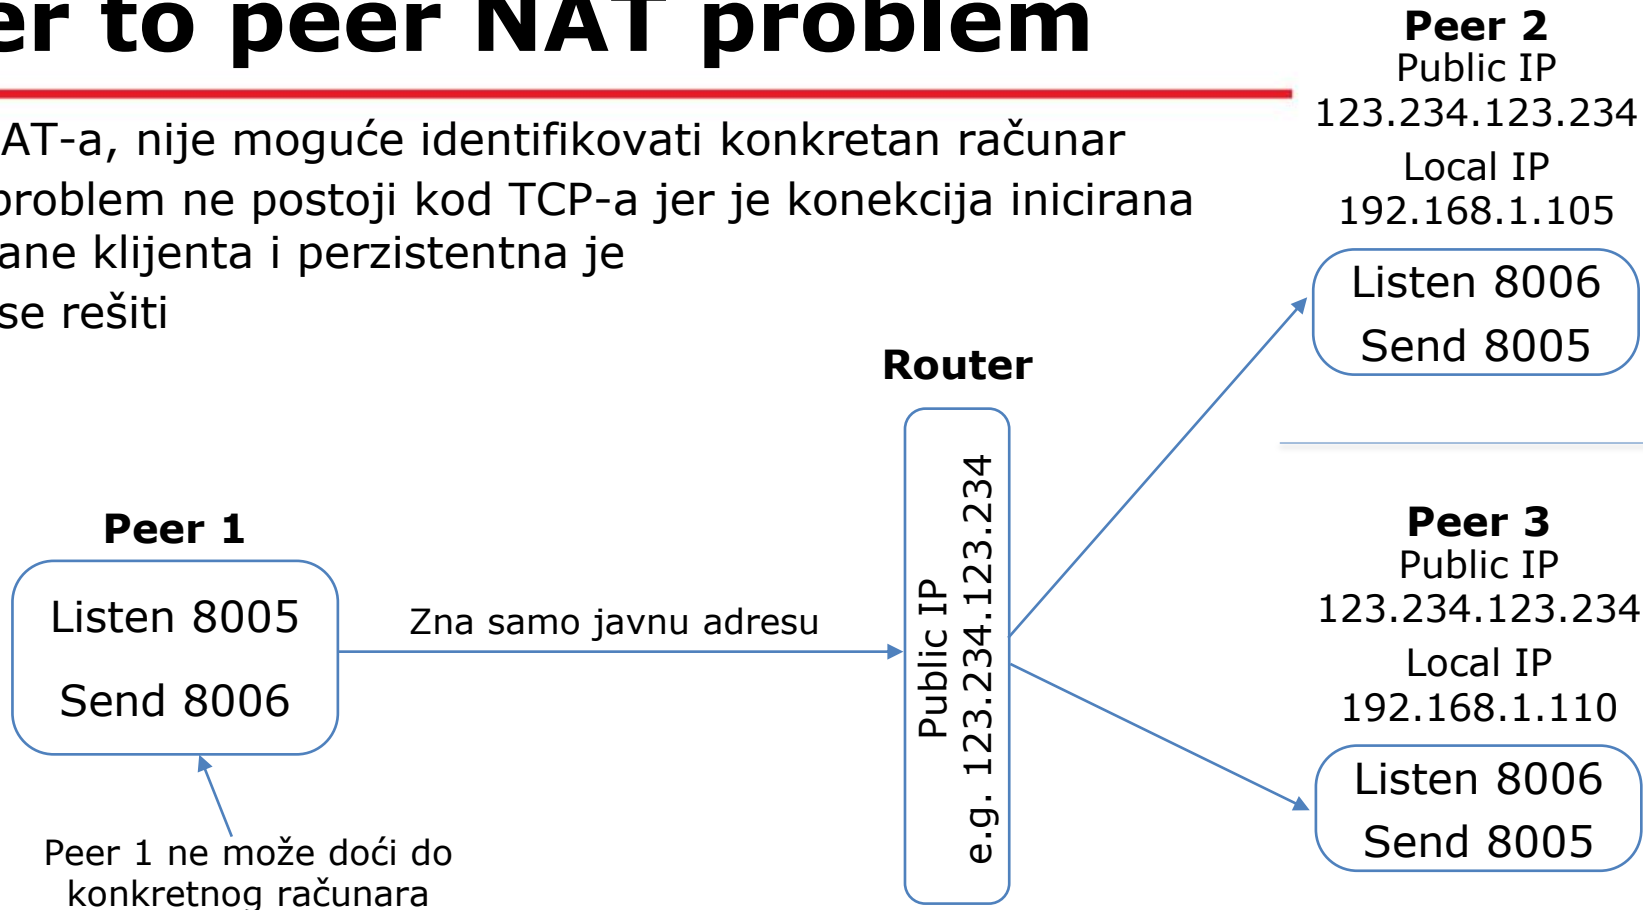 er to peer NAT problem
AT-a, nije moguće identifikovati konkretan računar
problem ne postoji kod TCP-a jer je konekcija inicirana
ane klijenta i perzistentna je
se rešiti
Peer 2
Public IP
123.234.123.234
Local IP
192.168.1.105
Listen 8006
Send 8005
Router
Public IP
e.g. 123.234.123.234
Peer 1
Listen 8005
Send 8006
Zna samo javnu adresu
Peer 1 ne može doći do
konkretnog računara
Peer 3
Public IP
123.234.123.234
Local IP
192.168.1.110
Listen 8006
Send 8005